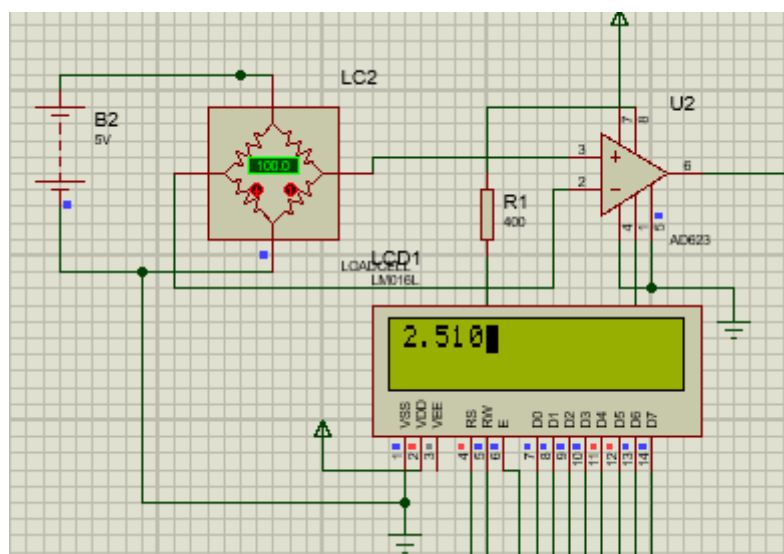 LC2
U2
B2
5V
100.0
7
8
3
+
6
2
−
R1
400
4
1
5
AD623
LCD1
LOADCELL
LM016L
2.510
VSS
VDD
VEE
RS
RW
E
D0
D1
D2
D3
D4
D5
D6
D7
1
2
3
4
5
6
7
8
9
10
11
12
13
14